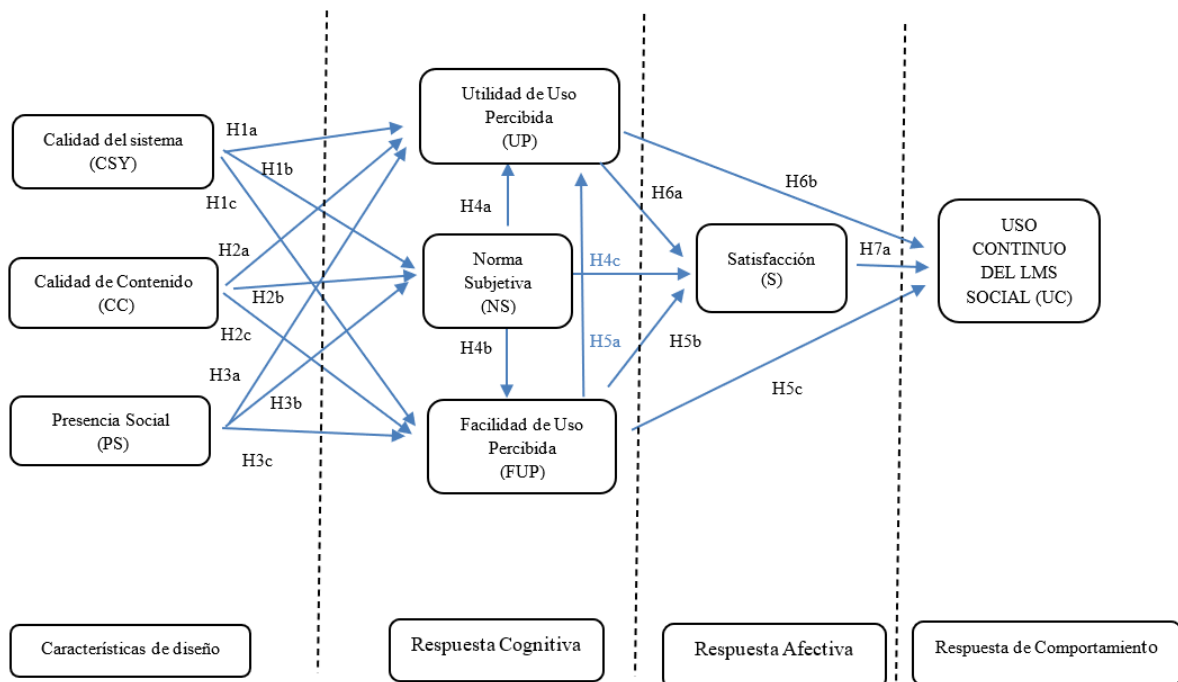 Calidad del sistema
(CSY)
Calidad de Contenido
(CC)
Presencia Social
(PS)
H1a
H1b
H1c
H2a
H2b
H2c
H3a
H3b
H3c
Utilidad de Uso
Percibida
(UP)
H4a
Norma
Subjetiva
(NS)
H4b
Facilidad de Uso
Percibida
(FUP)
H4c
H5a
H6a
H5b
Satisfacción
(S)
H6b
H7a
H5c
USO
CONTINUO
DEL LMS
SOCIAL (UC)
Características de diseño
Respuesta Cognitiva
Respuesta Afectiva
Respuesta de Comportamiento